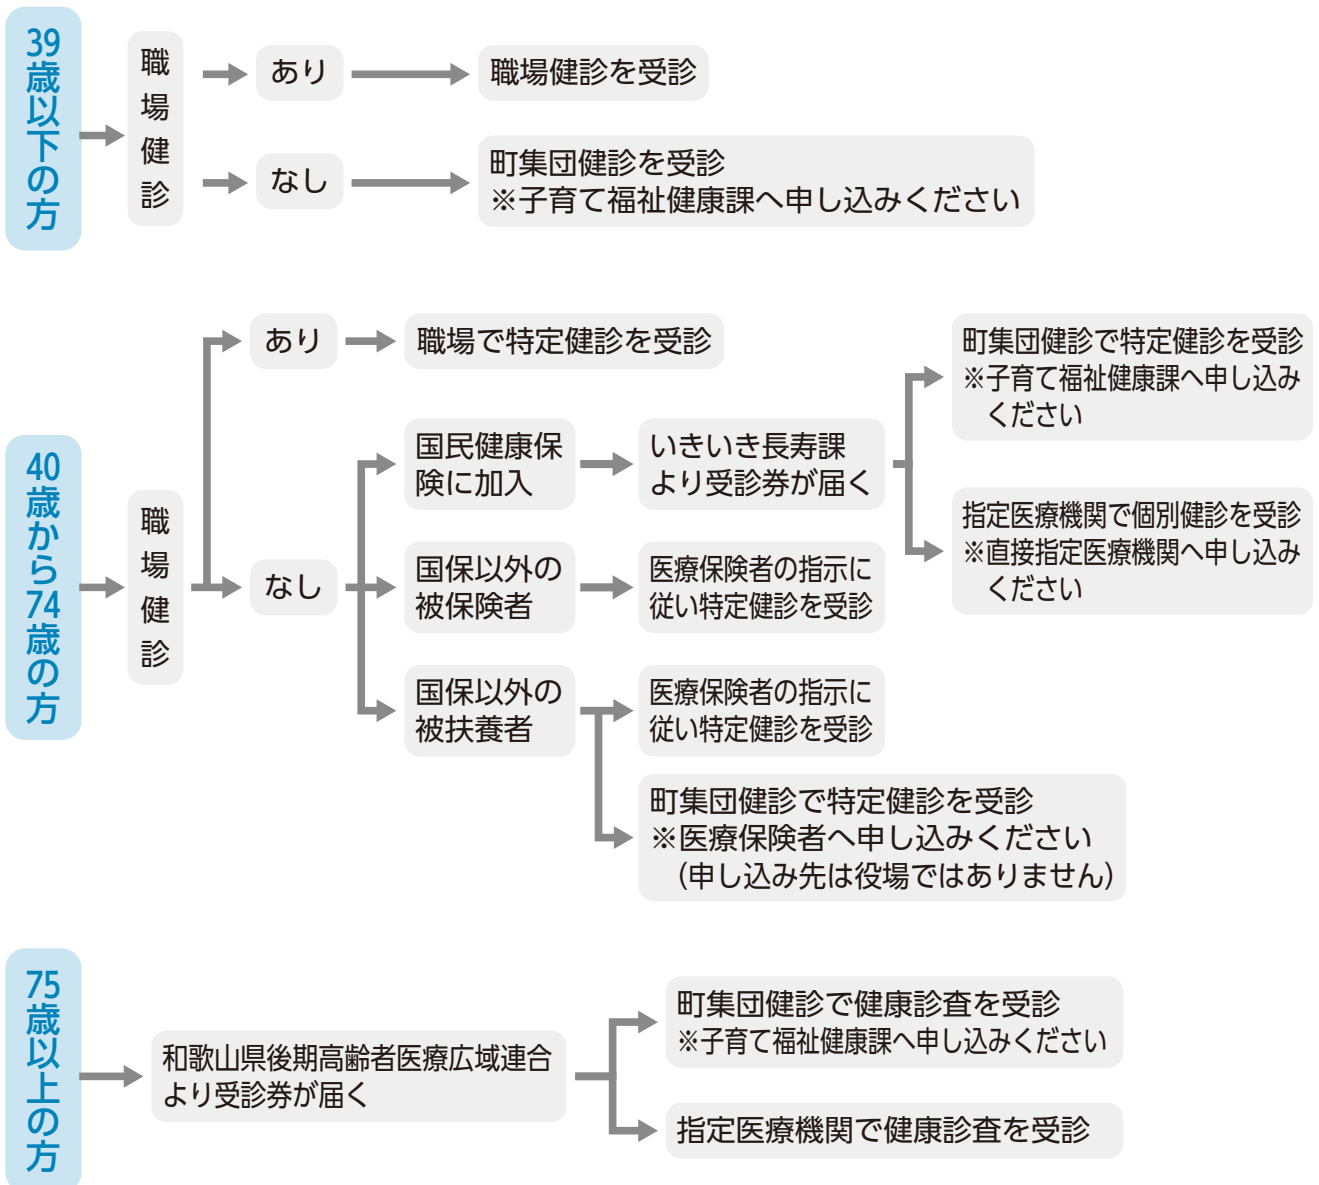 39歳以下の方
職場健診
あり
職場健診を受診
なし
町集団健診を受診
※子育て福祉健康課へ申し込みください
40歳から74歳の方
職場健診
あり
職場で特定健診を受診
なし
国民健康保
険に加入
いきいき長寿課
より受診券が届く
町集団健診で特定健診を受診
※子育て福祉健康課へ申し込み
ください
指定医療機関で個別健診を受診
※直接指定医療機関へ申し込み
ください
国保以外の
被保険者
医療保険者の指示に
従い特定健診を受診
国保以外の
被扶養者
医療保険者の指示に
従い特定健診を受診
町集団健診で特定健診を受診
※医療保険者へ申し込みください
(申し込み先は役場ではありません)
75歳以上の方
和歌山県後期高齢者医療広域連合
より受診券が届く
町集団健診で健康診査を受診
※子育て福祉健康課へ申し込みください
指定医療機関で健康診査を受診